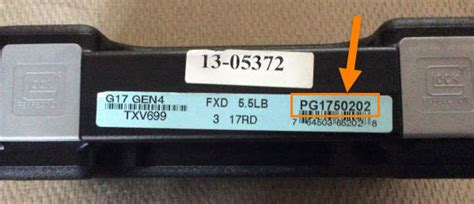 13-05372
G17 GEN4 FXD 5.5LB PG1750202
TXV699 3 17RD